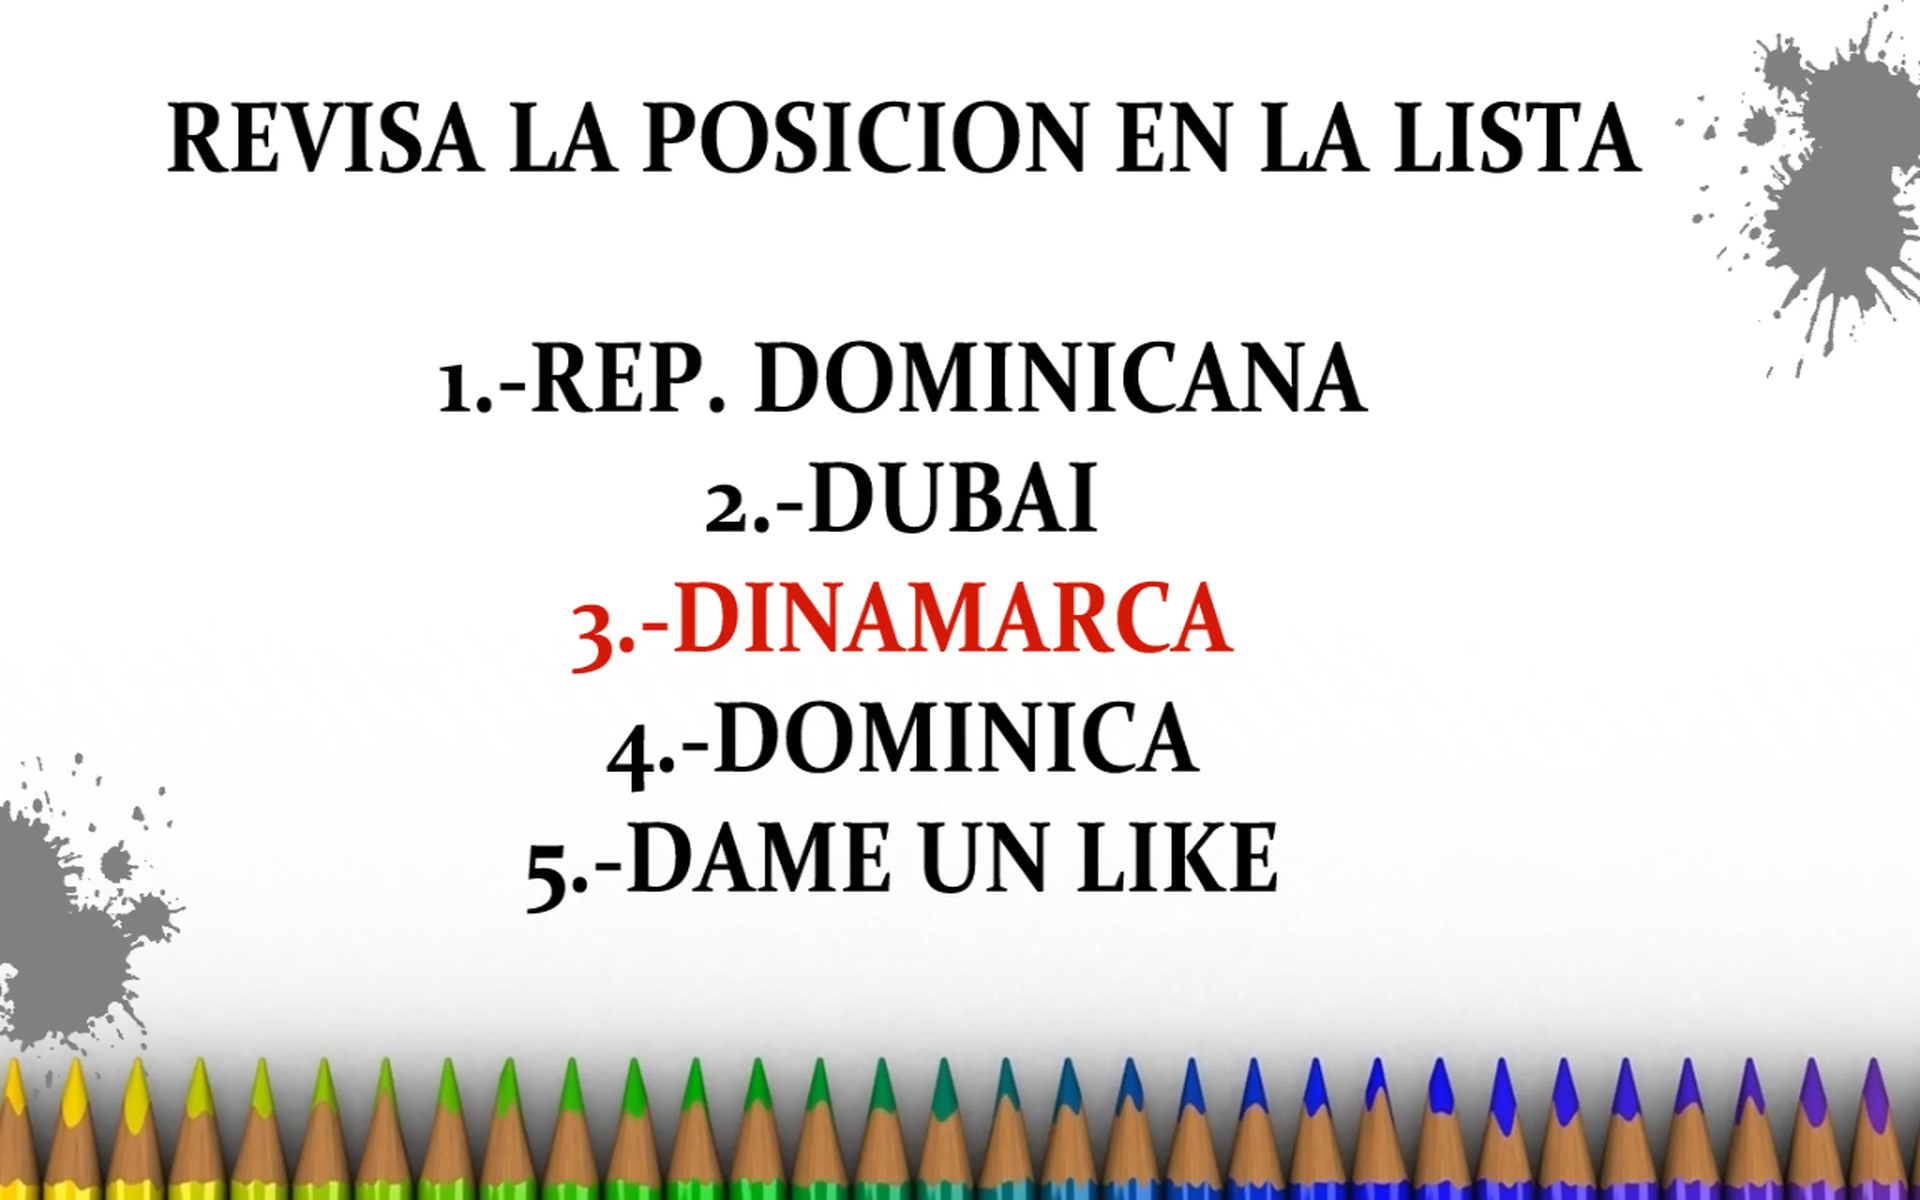 REVISA LA POSICION EN LA LISTA
1.-REP. DOMINICANA
2.-DUBAI
3.-DINAMARCA
4.-DOMINICA
5.-DAME UN LIKE